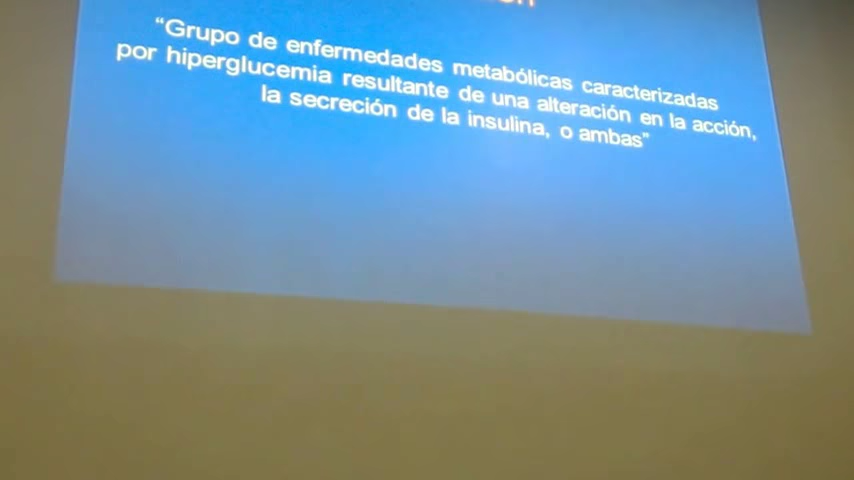 “Grupo de enfermedades metabólicas caracterizadas
por hiperglucemia resultante de una alteración en la acción,
la secreción de la insulina, o ambas”